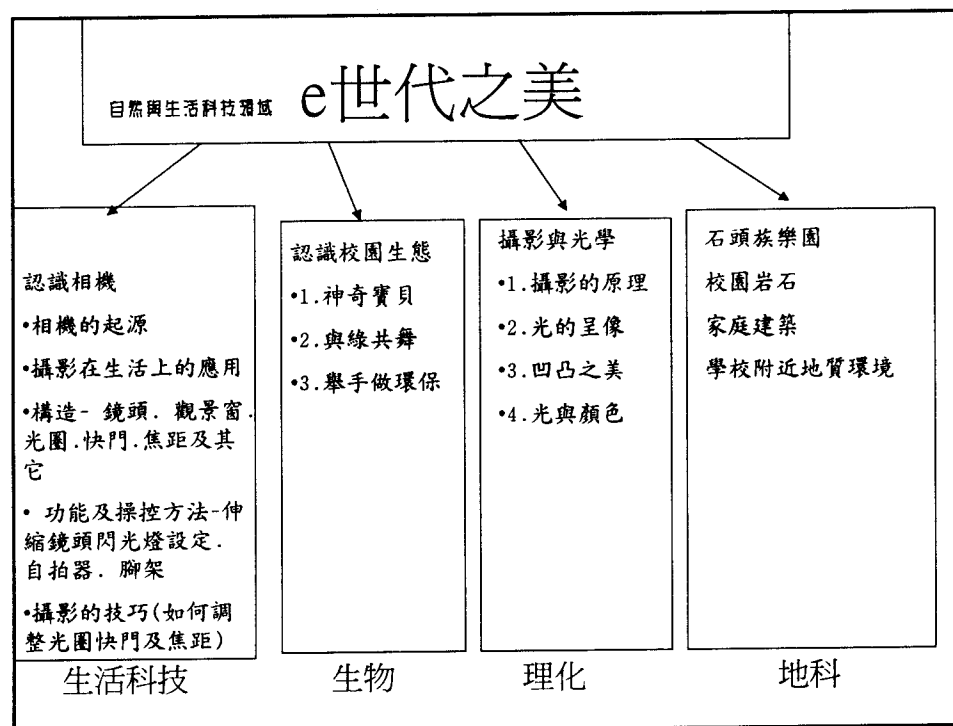 自然與生活科技領域 e世代之美
認識相機
•相機的起源
•攝影在生活上的應用
•構造- 鏡頭. 觀景窗.
光圈.快門.焦距及其
它
• 功能及操控方法-伸
縮鏡頭閃光燈設定.
自拍器. 腳架
•攝影的技巧(如何調
整光圈快門及焦距)
生活科技
認識校園生態
•1.神奇寶貝
•2.與綠共舞
•3.舉手做環保
生物
攝影與光學
•1.攝影的原理
•2.光的呈像
•3.凹凸之美
•4.光與顏色
理化
石頭族樂園
校園岩石
家庭建築
學校附近地質環境
地科